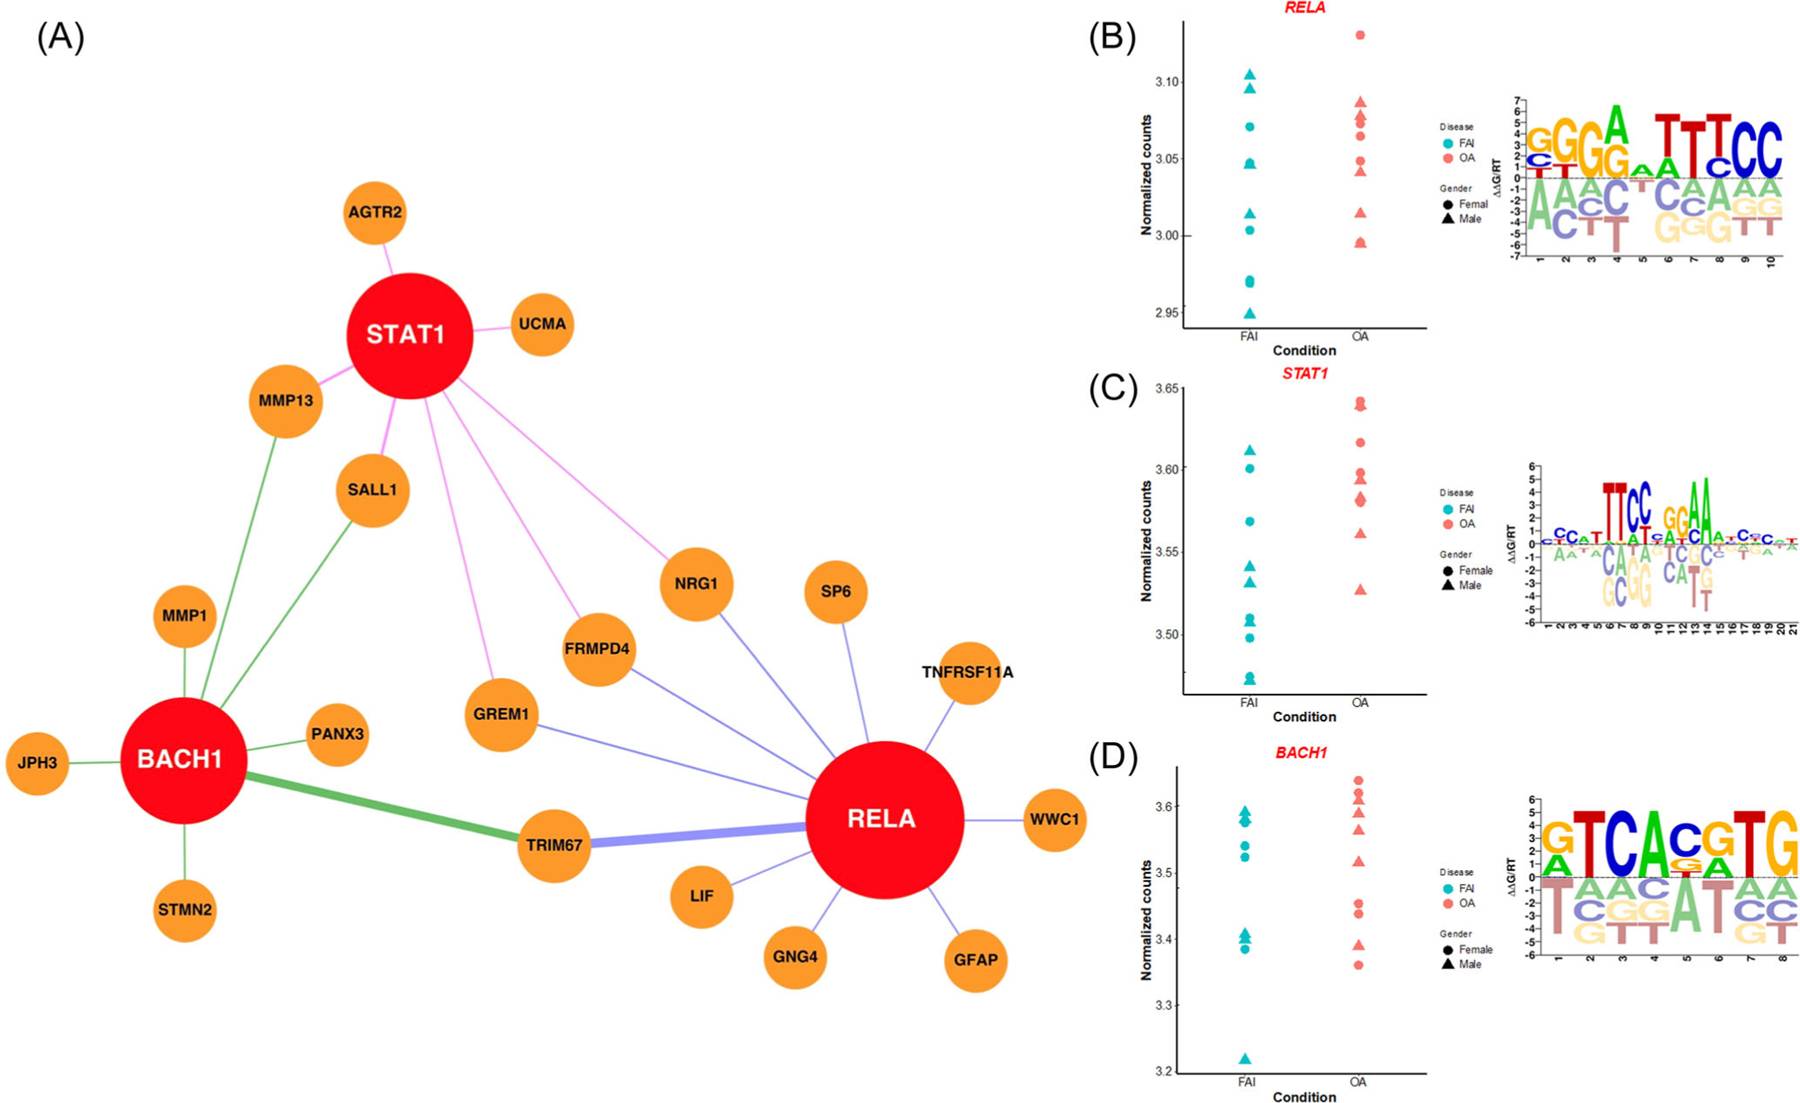 (A)
AGTR2
STAT1
UCMA
MMP13
SALL1
NRG1
SP6
MMP1
FRMPD4
TNFRSF11A
GREM1
PANX3
JPH3
BACH1
RELA
WWC1
TRIM67
LIF
STMN2
GNG4
GFAP
(B)
RELA
Normalized counts
3.10
3.05
3.00
2.95
FAI
OA
Condition
Disease
FAI
OA
Gender
Femal
Male
ΔΔG/RT
7
6
5
4
3
2
1
0
-1
-2
-3
-4
-5
-6
-7
1 2 3 4 5 6 7 8 9 10
(C)
STAT1
Normalized counts
3.65
3.60
3.55
3.50
FAI
OA
Condition
Disease
FAI
OA
Gender
Female
Male
ΔΔG/RT
6
5
4
3
2
1
0
-1
-2
-3
-4
-5
-6
1 2 3 4 5 6 7 8 9 10 11 12 13 14 15 16 17 18 19 20 21
(D)
BACH1
Normalized counts
3.6
3.5
3.4
3.3
3.2
FAI
OA
Condition
Disease
FAI
OA
Gender
Female
Male
ΔΔG/RT
6
5
4
3
2
1
0
-1
-2
-3
-4
-5
-6
GTCACGTG
1 2 3 4 5 6 7 8